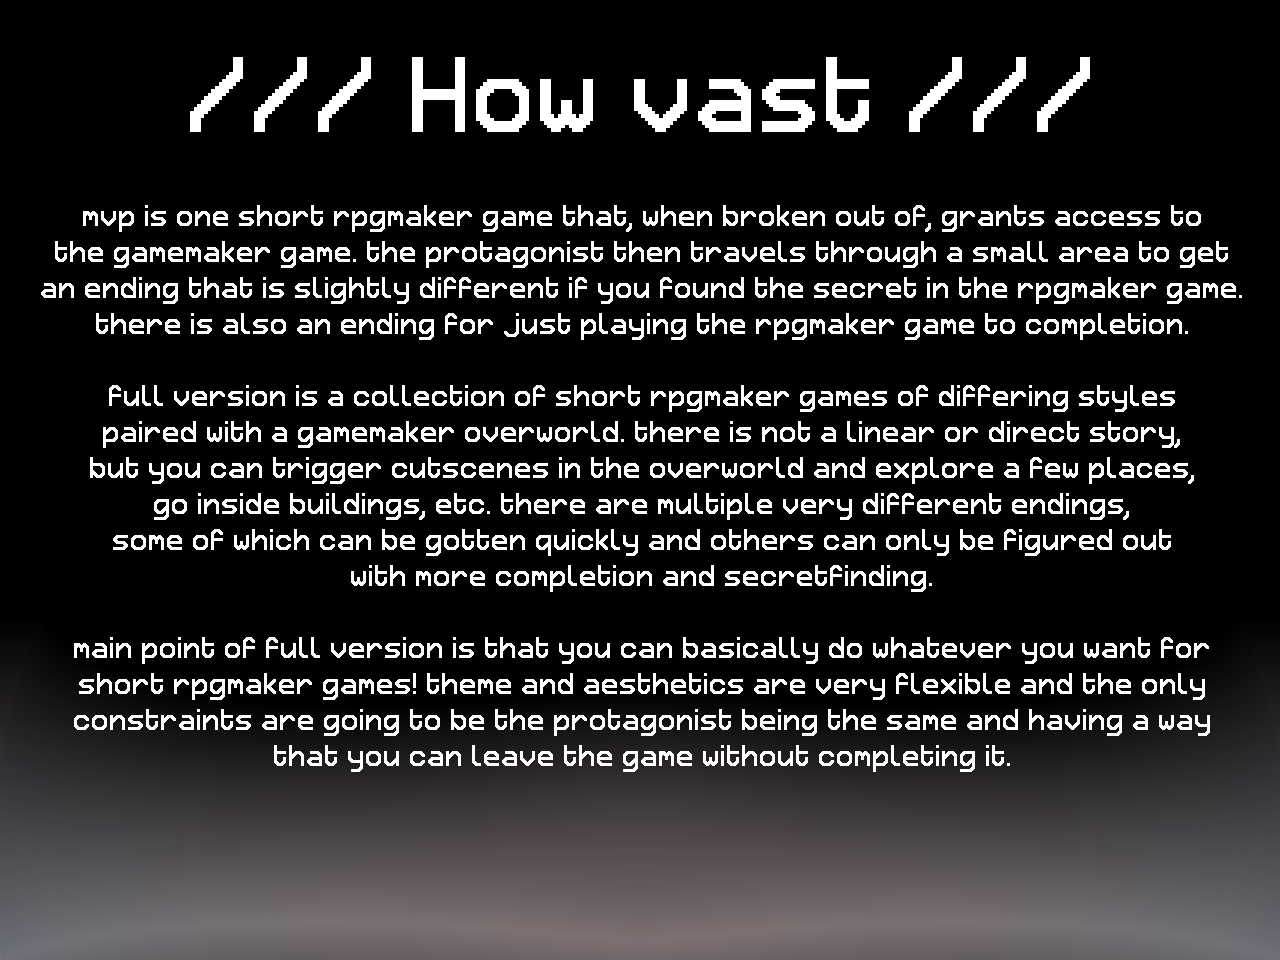 /// How vast ///
mvp is one short rpgmaker game that, when broken out of, grants access to
the gamemaker game. the protagonist then travels through a small area to get
an ending that is slightly different if you found the secret in the rpgmaker game.
there is also an ending for just playing the rpgmaker game to completion.
full version is a collection of short rpgmaker games of differing styles
paired with a gamemaker overworld. there is not a linear or direct story,
but you can trigger cutscenes in the overworld and explore a few places,
go inside buildings, etc. there are multiple very different endings,
some of which can be gotten quickly and others can only be figured out
with more completion and secretfinding.
main point of full version is that you can basically do whatever you want for
short rpgmaker games! theme and aesthetics are very flexible and the only
constraints are going to be the protagonist being the same and having a way
that you can leave the game without completing it.